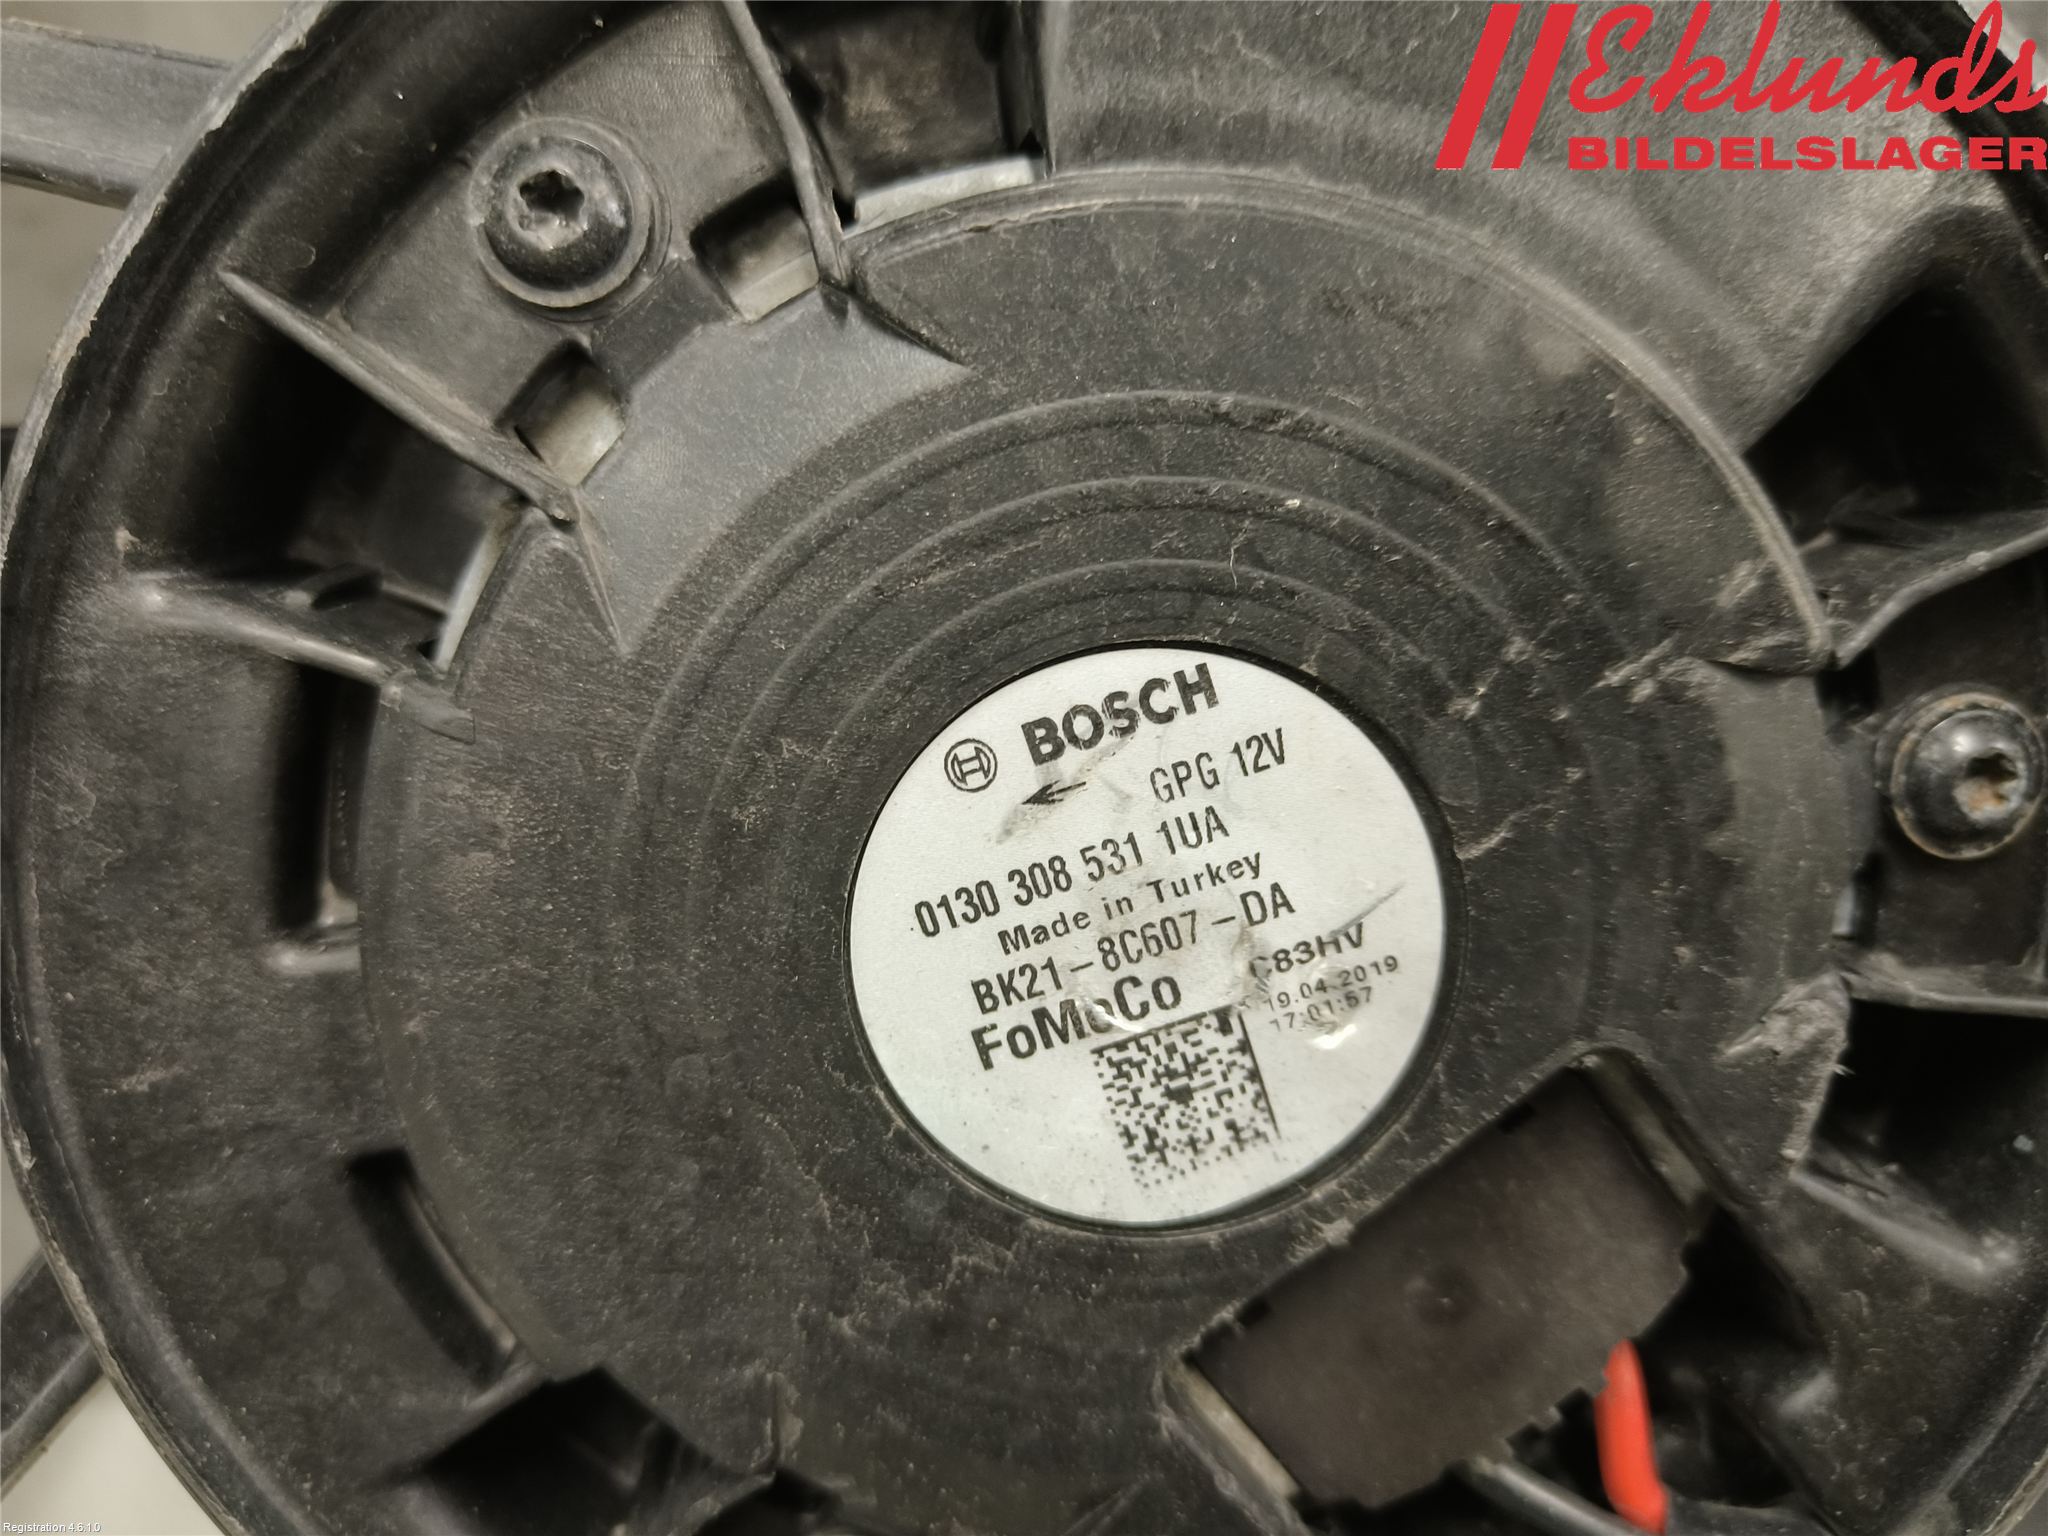 Eklunds
BILDELSLAGER
BOSCH
GPG 12V
0130 308 531 1UA
Made in Turkey
BK21-8C607-DA
FoMoCo C83HV
19.04.2019
17:01:57
Registration 4.6.1.0